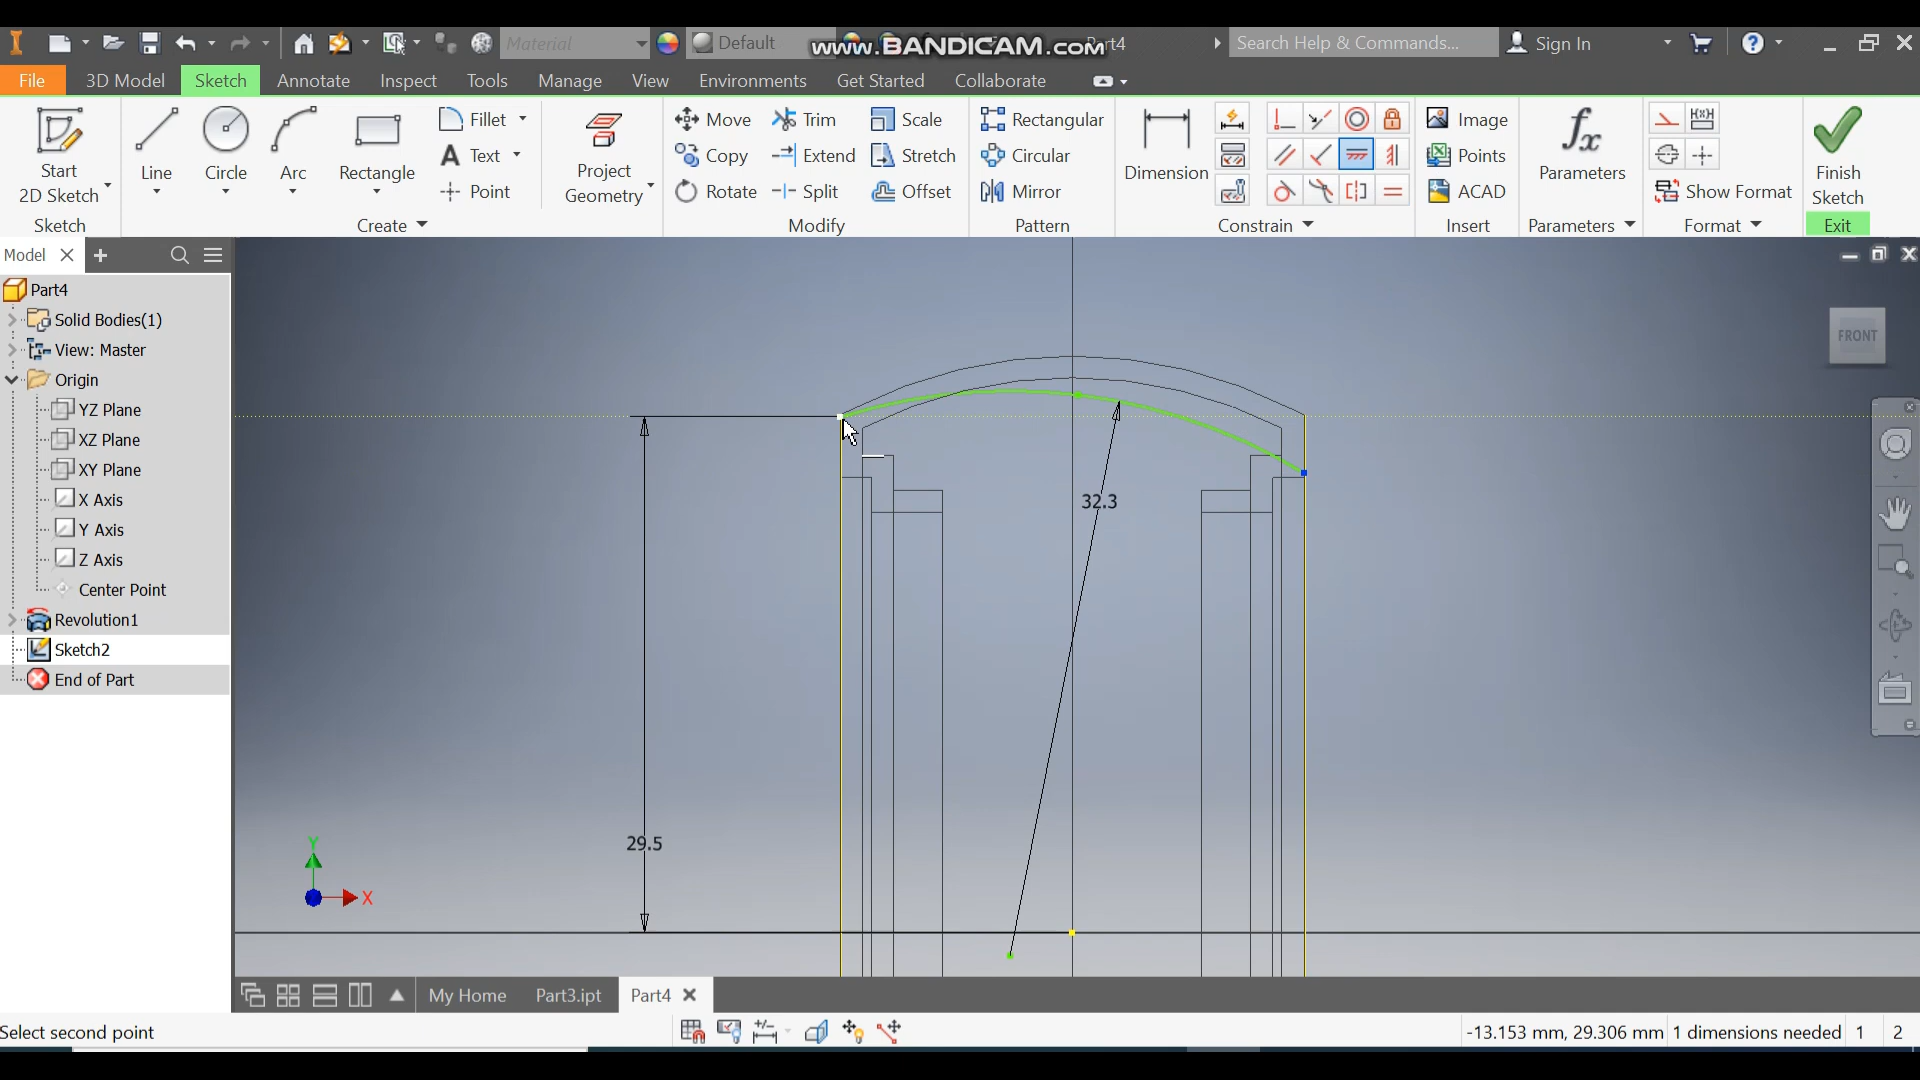 Material
Default
www.BANDICAM.com
Part4
Search Help & Commands...
Sign In
File
3D Model
Sketch
Annotate
Inspect
Tools
Manage
View
Environments
Get Started
Collaborate
Start
2D Sketch
Sketch
Line
Circle
Arc
Rectangle
Fillet
Text
Point
Create
Project
Geometry
Move
Copy
Rotate
Trim
Extend
Split
Scale
Stretch
Offset
Modify
Rectangular
Circular
Mirror
Pattern
Dimension
Constrain
Image
Points
ACAD
Insert
fx
Parameters
Parameters
Show Format
Format
Finish
Sketch
Exit
Model
Part4
Solid Bodies(1)
View: Master
Origin
YZ Plane
XZ Plane
XY Plane
X Axis
Y Axis
Z Axis
Center Point
Revolution1
Sketch2
End of Part
FRONT
32.3
29.5
Y
X
My Home
Part3.ipt
Part4
Select second point
-13.153 mm, 29.306 mm
1 dimensions needed
1
2